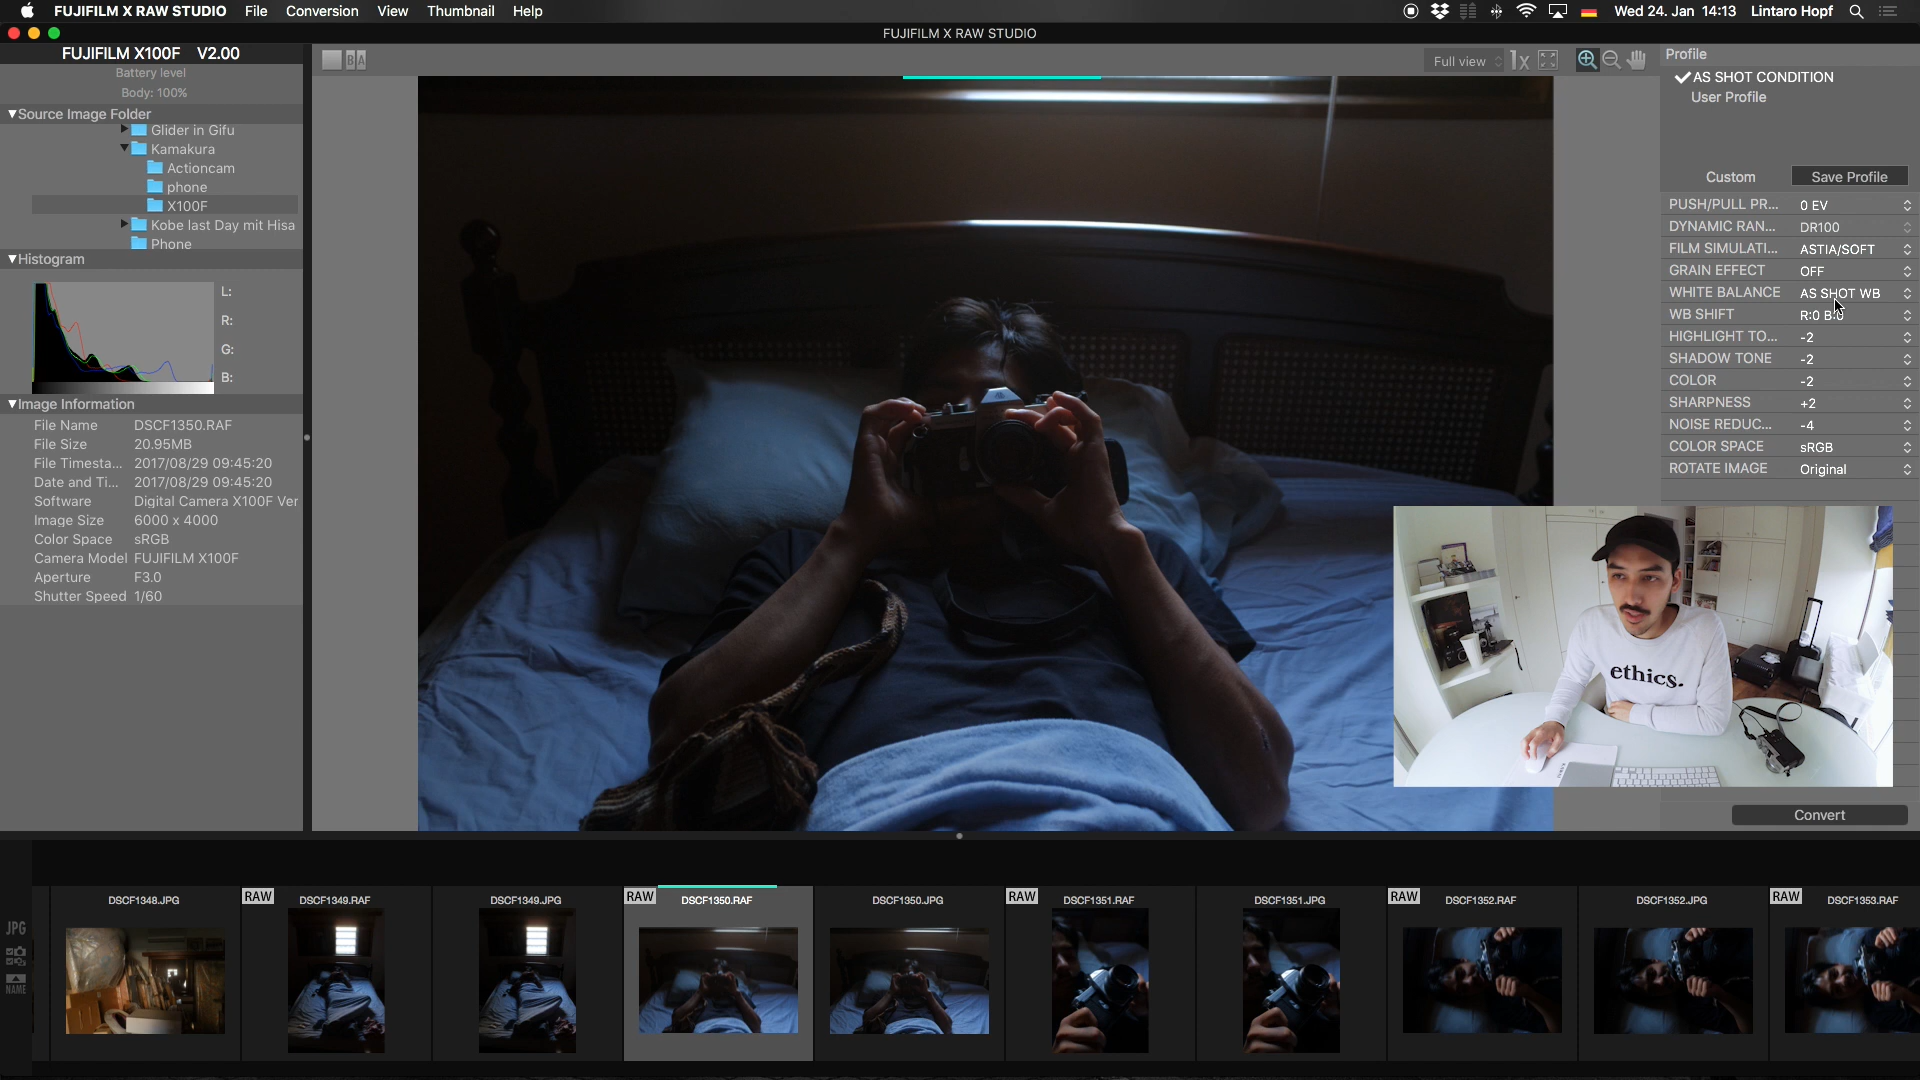 FUJIFILM X RAW STUDIO File Conversion View Thumbnail Help
Wed 24. Jan 14:13 Lintaro Hopf
FUJIFILM X RAW STUDIO
FUJIFILM X100F V2.00
Battery level
Body: 100%
▼Source Image Folder
Glider in Gifu
Kamakura
Actioncam
phone
X100F
Kobe last Day mit Hisa
Phone
▼Histogram
L:
R:
G:
B:
▼Image Information
File Name DSCF1350.RAF
File Size 20.95MB
File Timesta... 2017/08/29 09:45:20
Date and Ti... 2017/08/29 09:45:20
Software Digital Camera X100F Ver
Image Size 6000 x 4000
Color Space sRGB
Camera Model FUJIFILM X100F
Aperture F3.0
Shutter Speed 1/60
B A
Full view
1x
Profile
AS SHOT CONDITION
User Profile
Custom Save Profile
PUSH/PULL PR... 0 EV
DYNAMIC RAN... DR100
FILM SIMULATI... ASTIA/SOFT
GRAIN EFFECT OFF
WHITE BALANCE AS SHOT WB
WB SHIFT R:0 B:0
HIGHLIGHT TO... -2
SHADOW TONE -2
COLOR -2
SHARPNESS +2
NOISE REDUC... -4
COLOR SPACE sRGB
ROTATE IMAGE Original
ethics.
Convert
JPG
NAME
DSCF1348.JPG
RAW DSCF1349.RAF
DSCF1349.JPG
RAW DSCF1350.RAF
DSCF1350.JPG
RAW DSCF1351.RAF
DSCF1351.JPG
RAW DSCF1352.RAF
DSCF1352.JPG
RAW DSCF1353.RAF